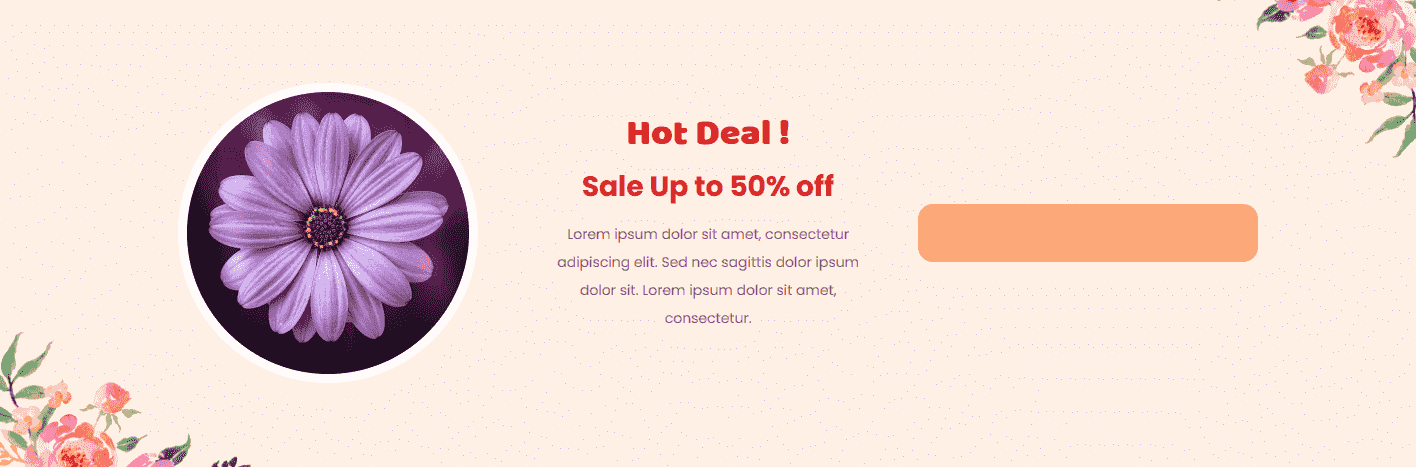 Hot Deal !
Sale Up to 50% off
Lorem ipsum dolor sit amet, consectetur
adipiscing elit. Sed nec sagittis dolor ipsum
dolor sit. Lorem ipsum dolor sit amet,
consectetur.